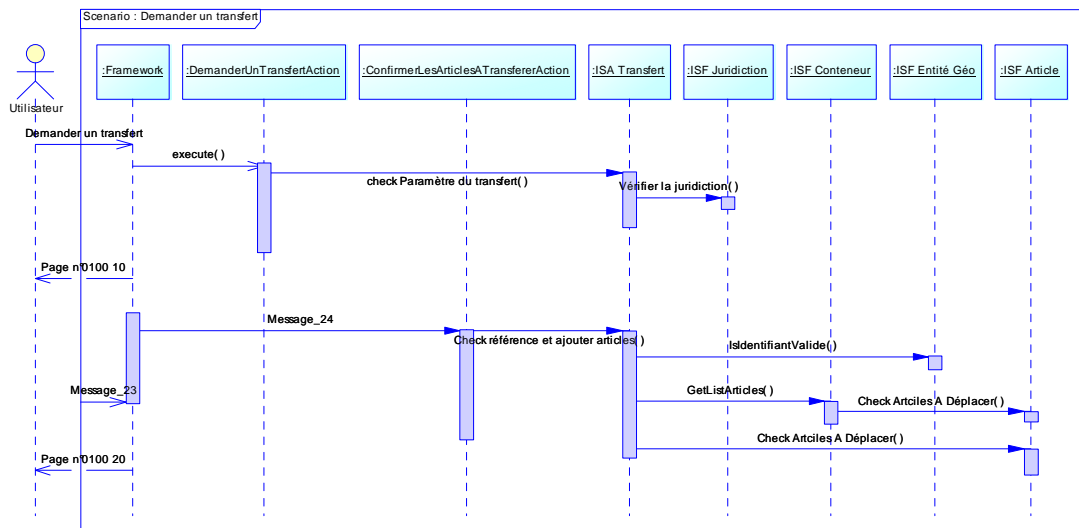 Scenario : Demander un transfert
:Framework
:DemanderUnTransfertAction
:ConfirmerLesArticlesATransfererAction
:ISA Transfert
:ISF Juridiction
:ISF Conteneur
:ISF Entité Géo
:ISF Article
Utilisateur
Demander un transfert
execute( )
check Paramètre du transfert( )
Vérifier la juridiction( )
Page n°0100 10
Message_24
Check référence et ajouter articles( )
IsIdentifiantValide( )
Message_23
GetListArticles( )
Check Artciles A Déplacer( )
Check Artciles A Déplacer( )
Page n°0100 20